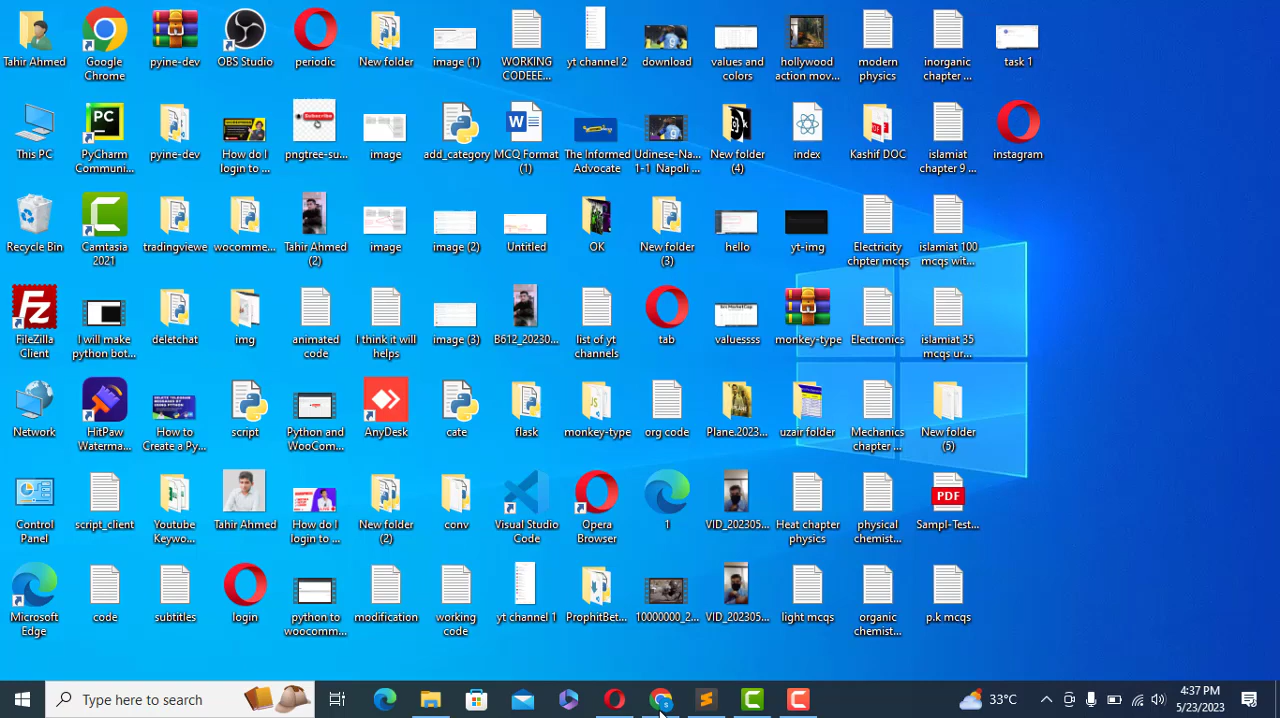 Tahir Ahmed
Google
Chrome
pyine-dev
OBS Studio
periodic
New folder
image (1)
WORKING
CODEEE...
yt channel 2
download
values and
colors
hollywood
action mov...
modern
physics
inorganic
chapter ...
task 1
This PC
PyCharm
Communi...
pyine-dev
How do I
login to ...
pngtree-su...
image
add_category
MCQ Format
(1)
The Informed
Advocate
Udinese-Na...
1-1_Napoli ...
New folder
(4)
index
Kashif DOC
islamiat
chapter 9 ...
instagram
Recycle Bin
Camtasia
2021
tradingviewe
wocomme...
Tahir Ahmed
(2)
image
image (2)
Untitled
OK
New folder
(3)
hello
yt-img
Electricity
chpter mcqs
islamiat 100
mcqs wit...
FileZilla
Client
I will make
python bot...
deletchat
img
animated
code
I think it will
helps
image (3)
B612_20230...
list of yt
channels
tab
valuessss
monkey-type
Electronics
islamiat 35
mcqs ur...
Network
HitPaw
Waterma...
How to
Create a Py...
script
Python and
WooCom...
AnyDesk
cate
flask
monkey-type
org code
Plane.2023...
uzair folder
Mechanics
chapter ...
New folder
(5)
Control
Panel
script_client
Youtube
Keywo...
Tahir Ahmed
How do I
login to ...
New folder
(2)
conv
Visual Studio
Code
Opera
Browser
1
VID_202305...
Heat chapter
physics
physical
chemist...
PDF
Sampl-Test...
Microsoft
Edge
code
subtitles
login
python to
woocomm...
modification
working
code
yt channel 1
ProphitBet...
10000000_2...
VID_202305...
light mcqs
organic
chemist...
p.k mcqs
Type here to search
33°C
4:37 PM
5/23/2023